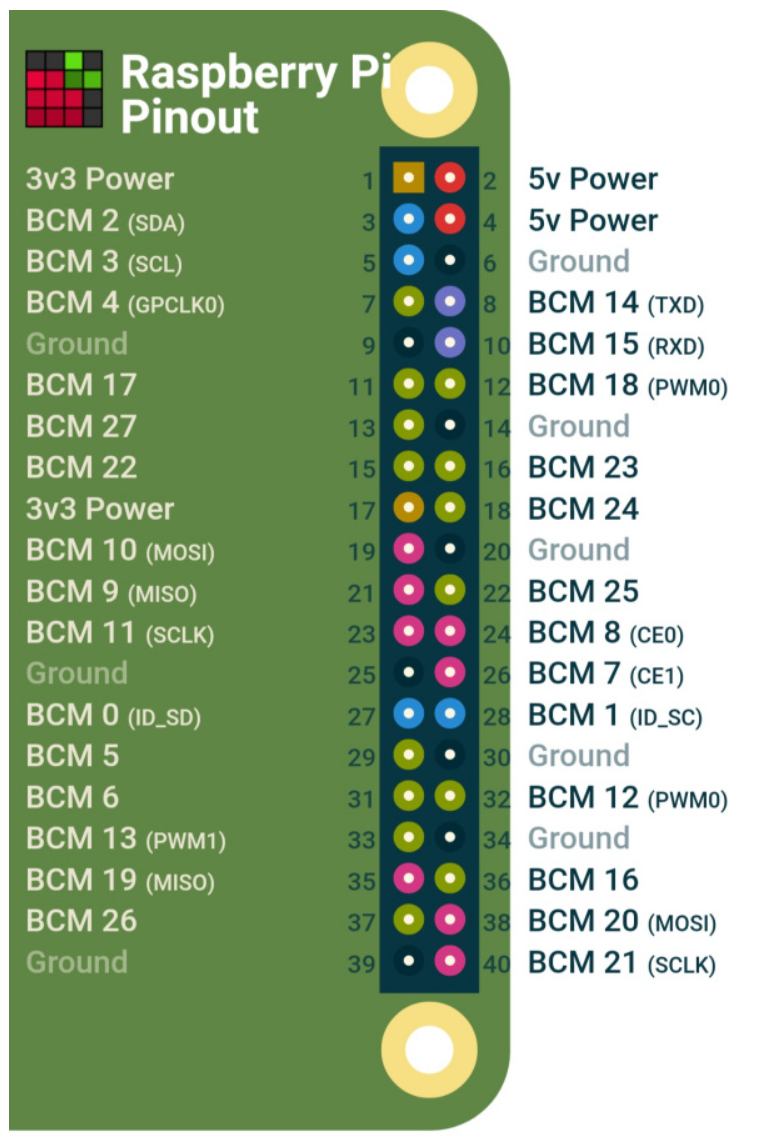 Raspberry Pi
Pinout
3v3 Power 1 2 5v Power
BCM 2 (SDA) 3 4 5v Power
BCM 3 (SCL) 5 6 Ground
BCM 4 (GPCLK0) 7 8 BCM 14 (TXD)
Ground 9 10 BCM 15 (RXD)
BCM 17 11 12 BCM 18 (PWM0)
BCM 27 13 14 Ground
BCM 22 15 16 BCM 23
3v3 Power 17 18 BCM 24
BCM 10 (MOSI) 19 20 Ground
BCM 9 (MISO) 21 22 BCM 25
BCM 11 (SCLK) 23 24 BCM 8 (CE0)
Ground 25 26 BCM 7 (CE1)
BCM 0 (ID_SD) 27 28 BCM 1 (ID_SC)
BCM 5 29 30 Ground
BCM 6 31 32 BCM 12 (PWM0)
BCM 13 (PWM1) 33 34 Ground
BCM 19 (MISO) 35 36 BCM 16
BCM 26 37 38 BCM 20 (MOSI)
Ground 39 40 BCM 21 (SCLK)